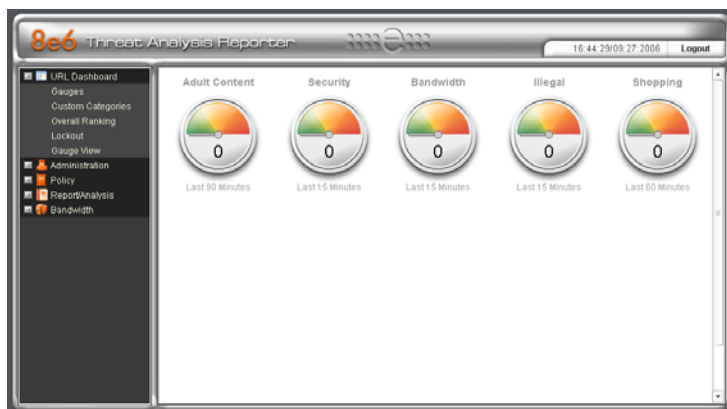 8e6 Threat Analysis Reporter
16:44:29/09:27:2006 Logout
URL Dashboard
Gauges
Custom Categories
Overall Ranking
Lockout
Gauge View
Administration
Policy
Report/Analysis
Bandwidth
Adult Content Security Bandwidth Illegal Shopping
0 0 0 0 0
Last 90 Minutes Last 15 Minutes Last 15 Minutes Last 15 Minutes Last 60 Minutes